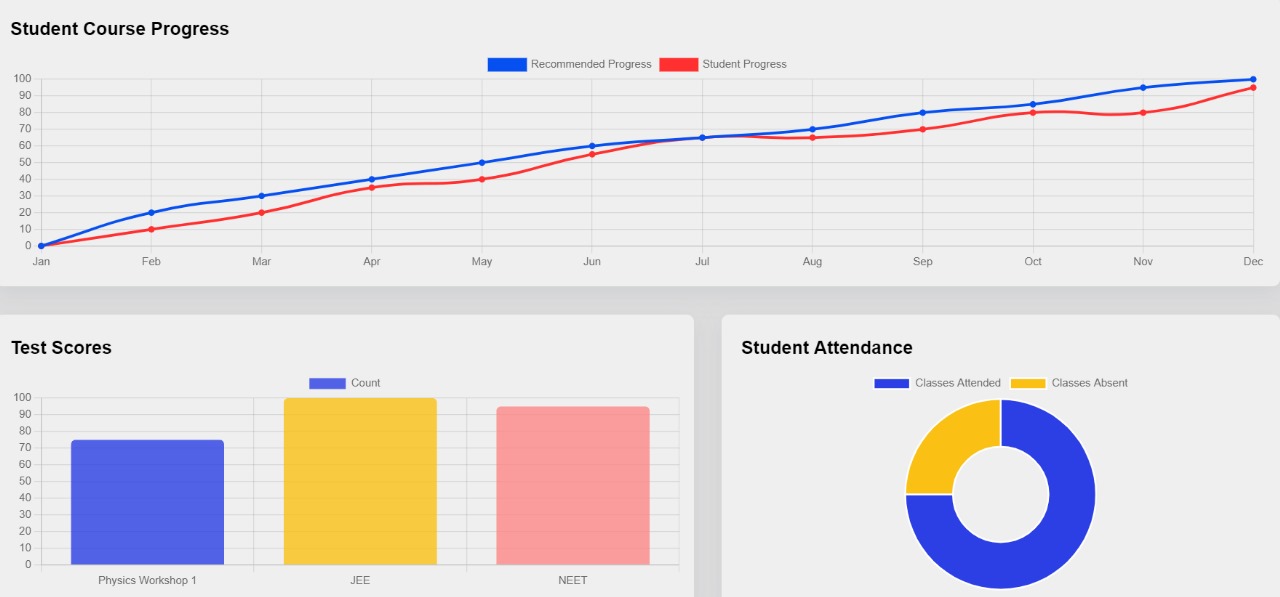 Student Course Progress
Recommended Progress Student Progress
100
90
80
70
60
50
40
30
20
10
0
Jan Feb Mar Apr May Jun Jul Aug Sep Oct Nov Dec
Test Scores
Count
100
90
80
70
60
50
40
30
20
10
0
Physics Workshop 1 JEE NEET
Student Attendance
Classes Attended Classes Absent